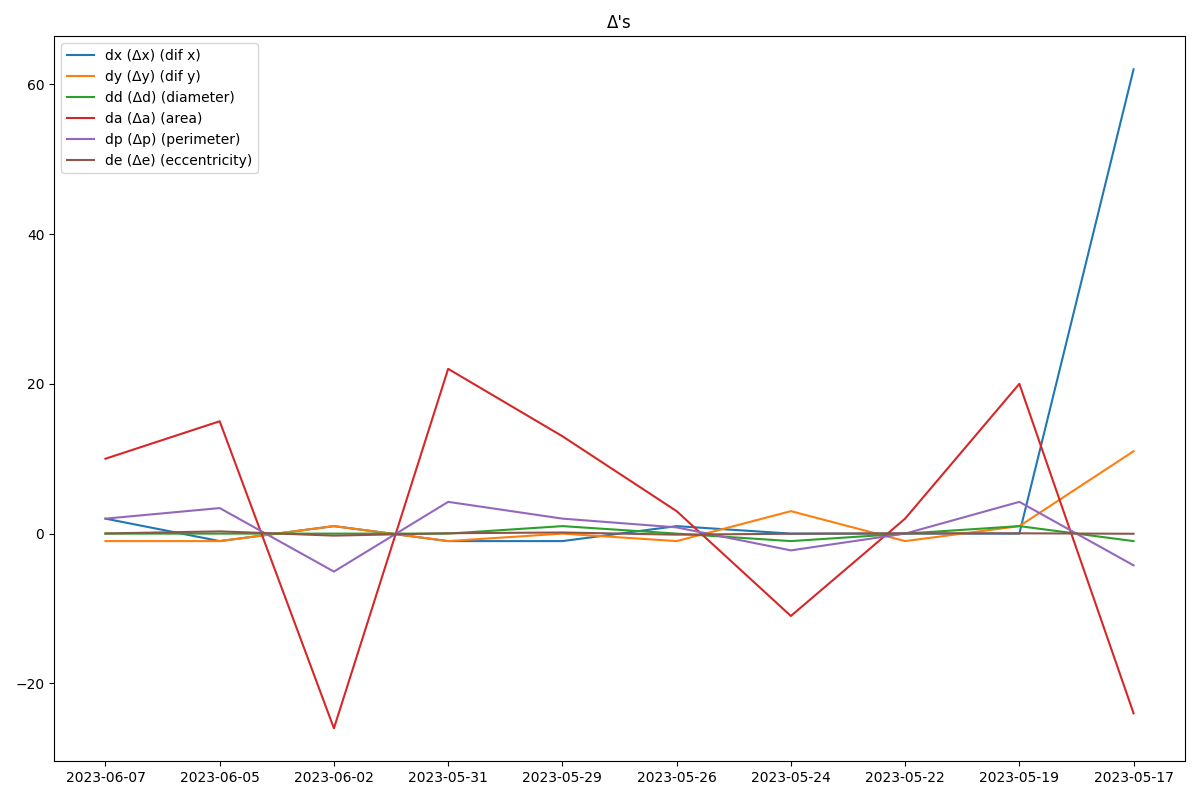 Δ's
dx (Δx) (dif x)
dy (Δy) (dif y)
dd (Δd) (diameter)
da (Δa) (area)
dp (Δp) (perimeter)
de (Δe) (eccentricity)
60
40
20
0
−20
2023-06-07 2023-06-05 2023-06-02 2023-05-31 2023-05-29 2023-05-26 2023-05-24 2023-05-22 2023-05-19 2023-05-17